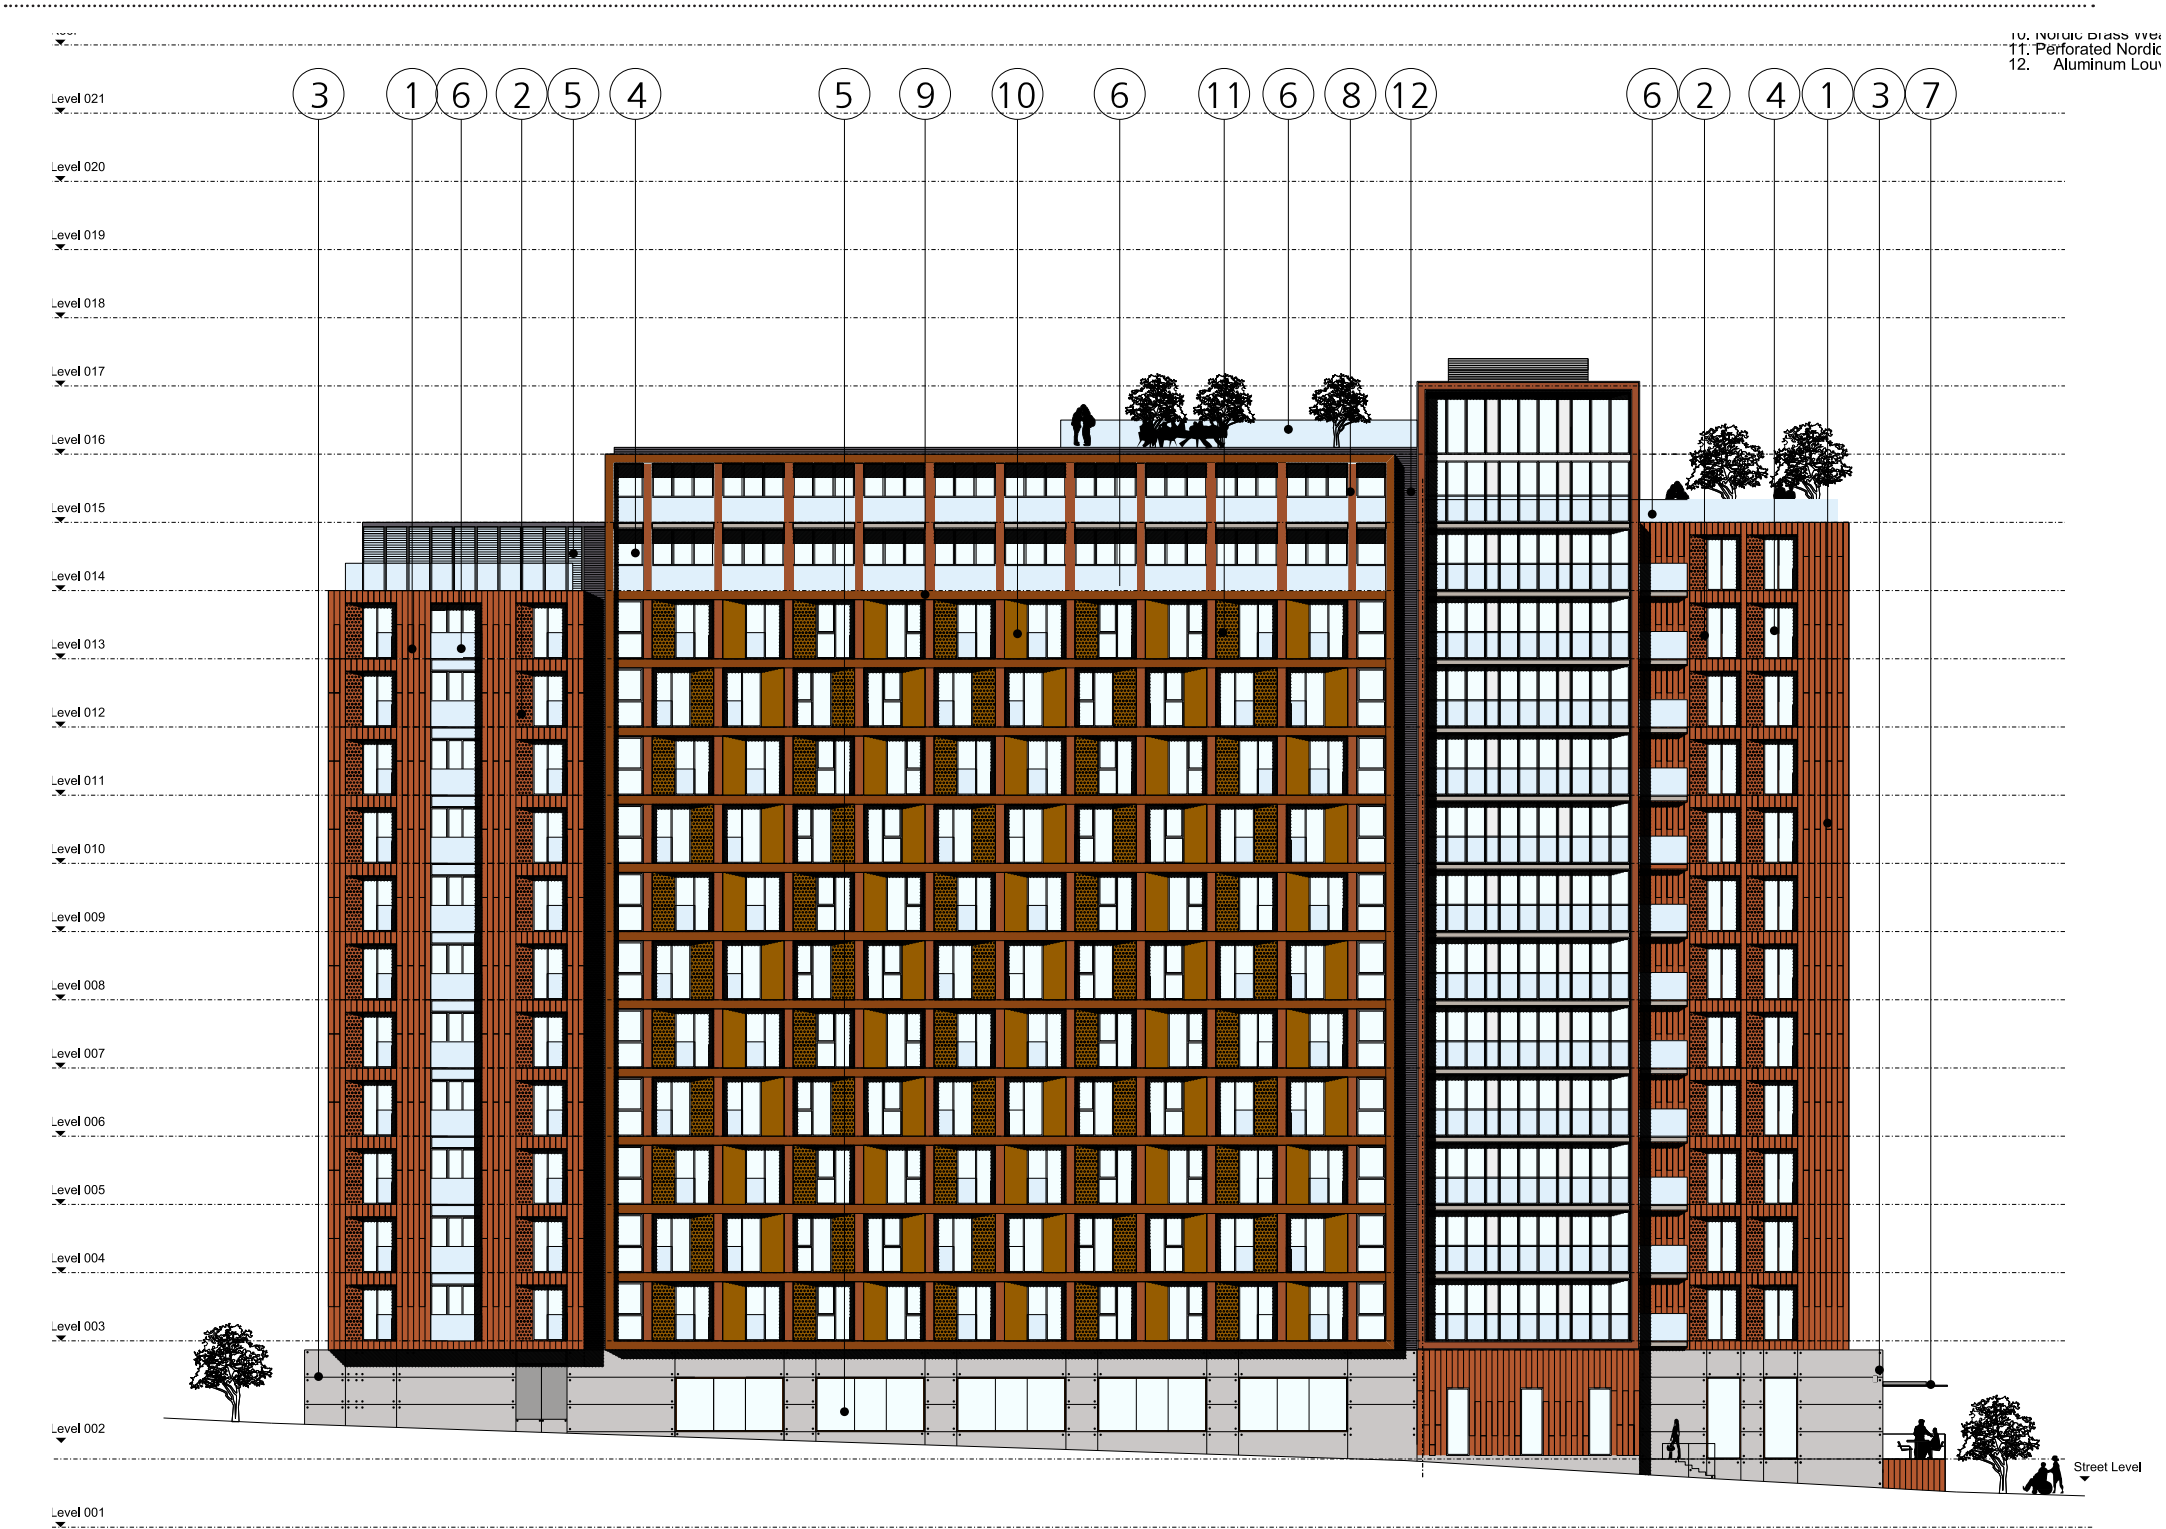 11. Perforated Nordic
12. Aluminum
3 1 6 2 5 4 5 9 10 6 11 6 8 12 6 2 4 1 3 7
Level 021
Level 020
Level 019
Level 018
Level 017
Level 016
Level 015
Level 014
Level 013
Level 012
Level 011
Level 010
Level 009
Level 008
Level 007
Level 006
Level 005
Level 004
Level 003
Level 002
Street Level
Level 001